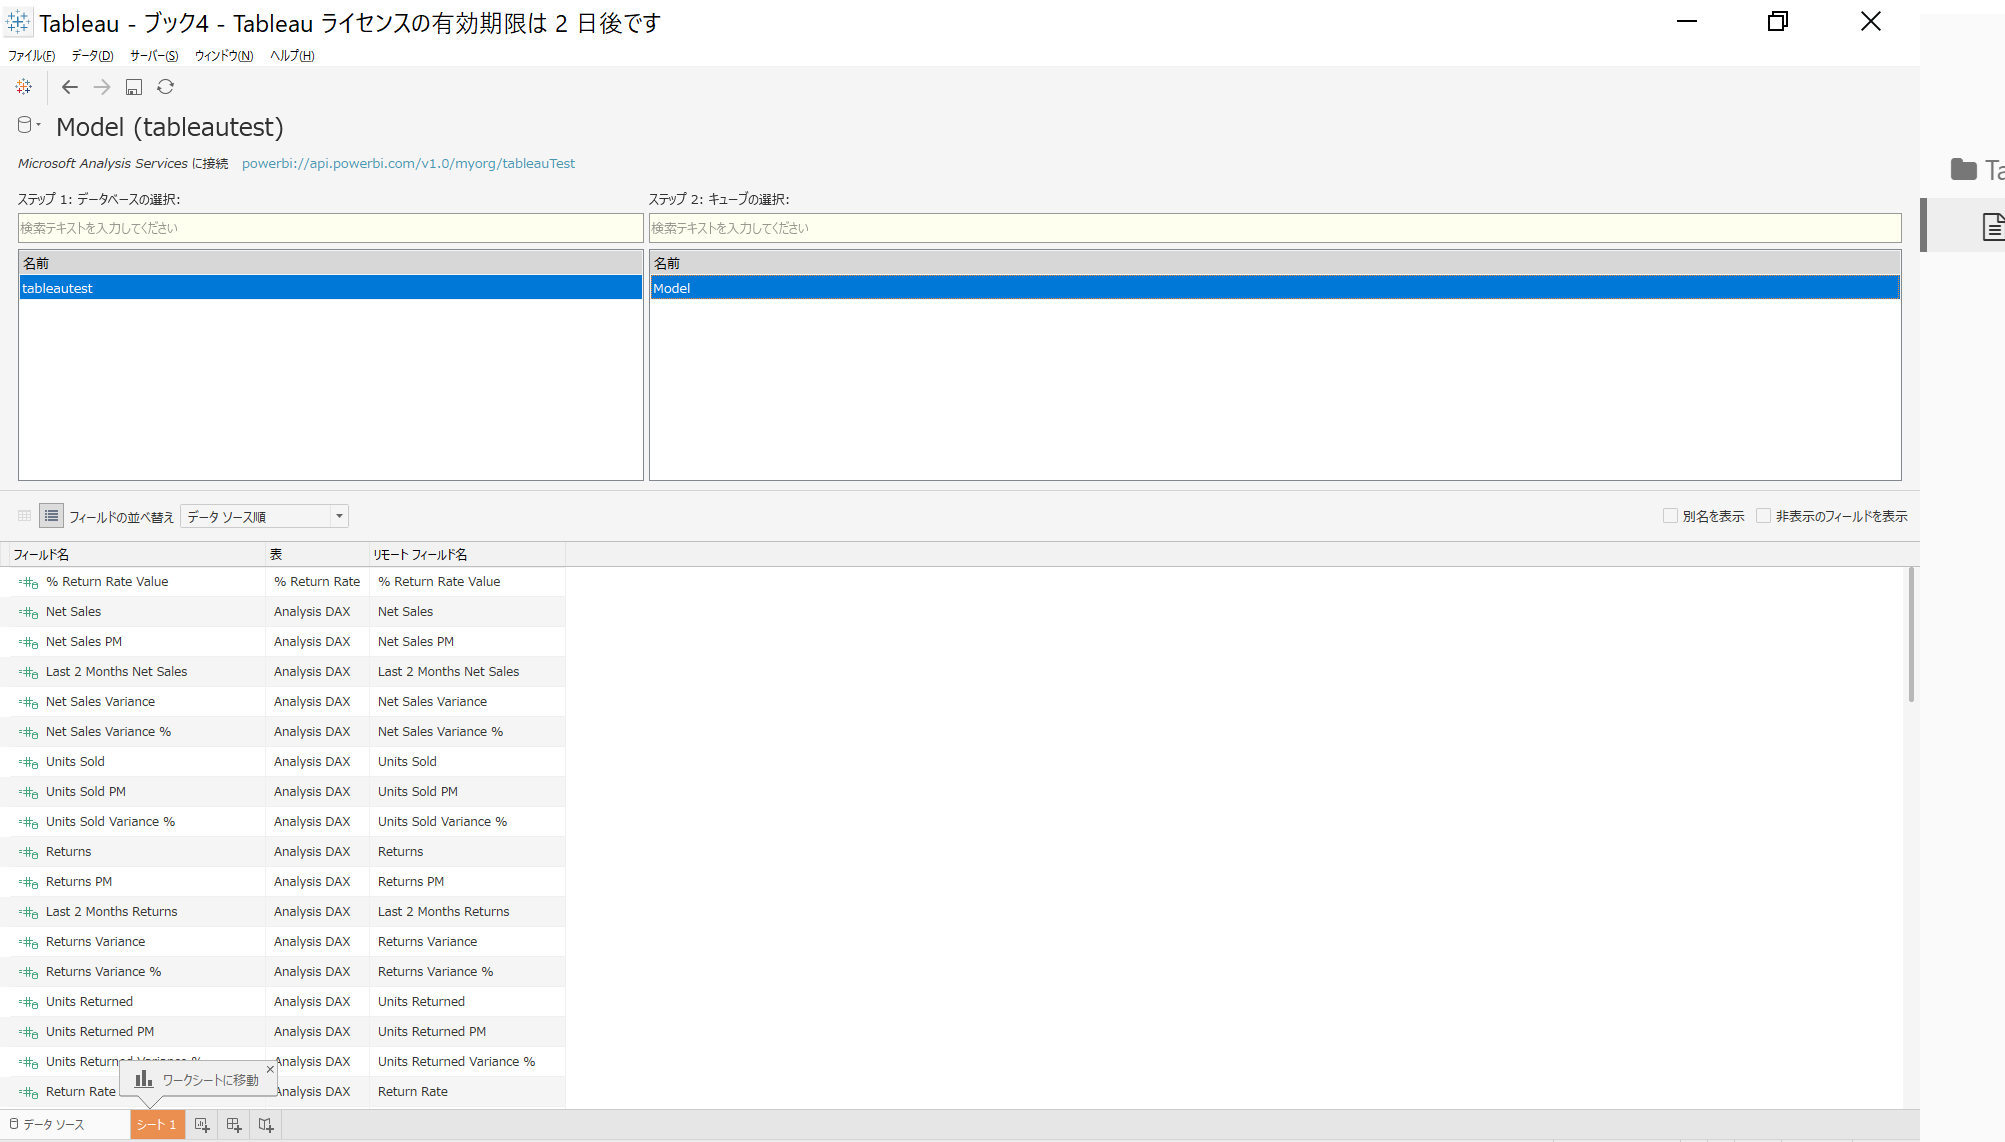 Tableau - ブック4 - Tableau ライセンスの有効期限は 2 日後です
ファイル(F) データ(D) サーバー(S) ウィンドウ(N) ヘルプ(H)
Model (tableautest)
Microsoft Analysis Services に接続 powerbi://api.powerbi.com/v1.0/myorg/tableauTest
Ta
ステップ 1: データベースの選択: ステップ 2: キューブの選択:
検索テキストを入力してください 検索テキストを入力してください
名前 名前
tableautest Model
フィールドの並べ替え データ ソース順 別名を表示 非表示のフィールドを表示
フィールド名 表 リモート フィールド名
% Return Rate Value % Return Rate % Return Rate Value
Net Sales Analysis DAX Net Sales
Net Sales PM Analysis DAX Net Sales PM
Last 2 Months Net Sales Analysis DAX Last 2 Months Net Sales
Net Sales Variance Analysis DAX Net Sales Variance
Net Sales Variance % Analysis DAX Net Sales Variance %
Units Sold Analysis DAX Units Sold
Units Sold PM Analysis DAX Units Sold PM
Units Sold Variance % Analysis DAX Units Sold Variance %
Returns Analysis DAX Returns
Returns PM Analysis DAX Returns PM
Last 2 Months Returns Analysis DAX Last 2 Months Returns
Returns Variance Analysis DAX Returns Variance
Returns Variance % Analysis DAX Returns Variance %
Units Returned Analysis DAX Units Returned
Units Returned PM Analysis DAX Units Returned PM
Units Returned Variance % Analysis DAX Units Returned Variance %
Return Rate Analysis DAX Return Rate
ワークシートに移動
データ ソース シート 1